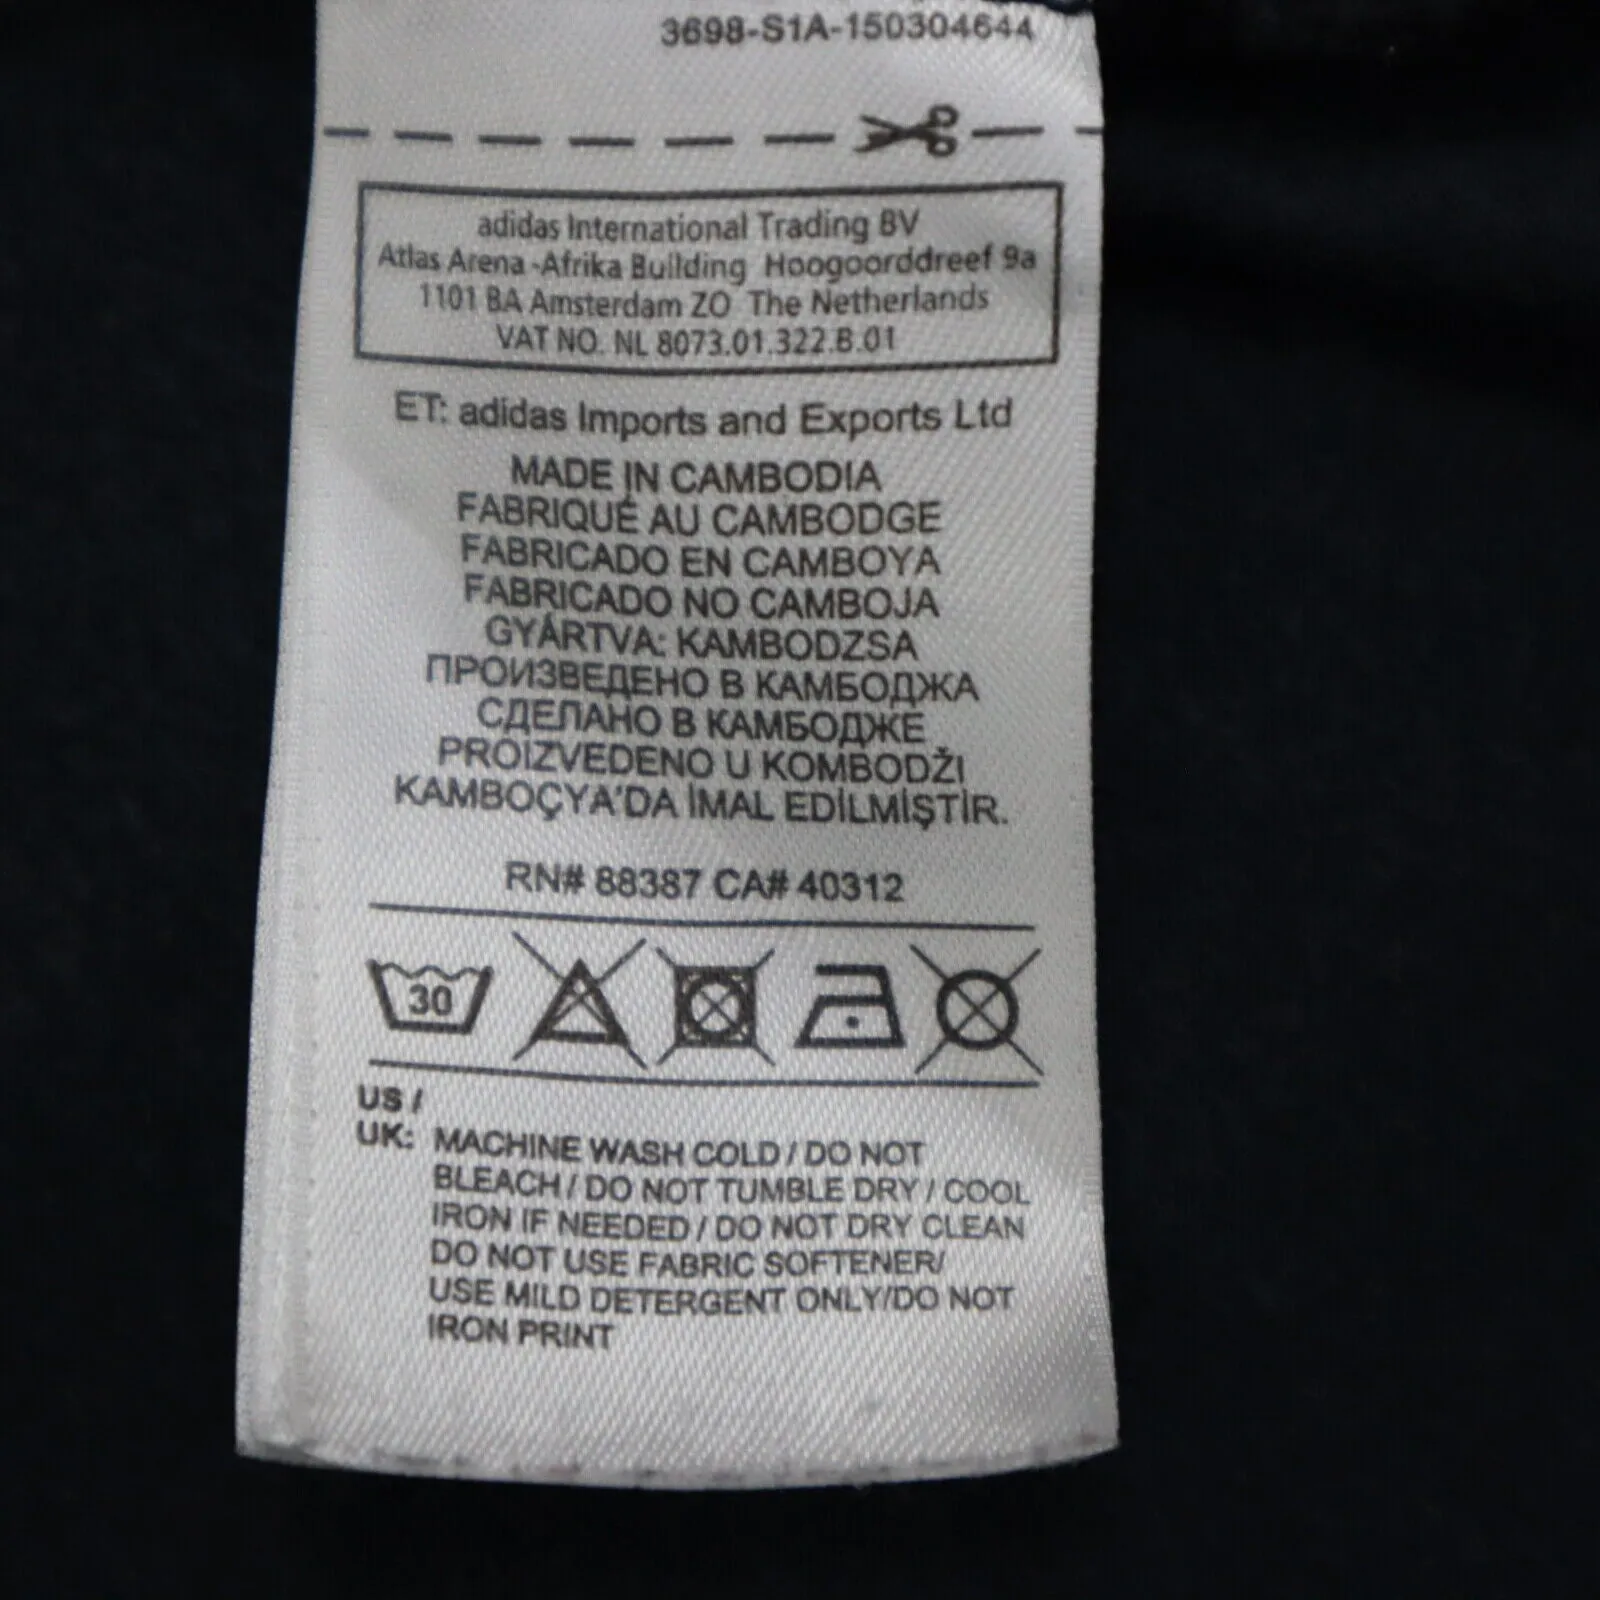 3698-S1A-150304644
adidas International Trading BV
Atlas Arena -Afrika Building Hoogoorddreef 9a
1101 BA Amsterdam ZO The Netherlands
VAT NO. NL 8073.01.322.B.01
ET: adidas Imports and Exports Ltd
MADE IN CAMBODIA
FABRIQUÉ AU CAMBODGE
FABRICADO EN CAMBOYA
FABRICADO NO CAMBOJA
GYÁRTVA: KAMBODZSA
ПРОИЗВЕДЕНО В КАМБОДЖА
СДЕЛАНО В КАМБОДЖЕ
PROIZVEDENO U KOMBODŽI
KAMBOÇYA'DA İMAL EDİLMİŞTİR.
RN# 88387 CA# 40312
30
US /
UK: MACHINE WASH COLD / DO NOT
BLEACH / DO NOT TUMBLE DRY / COOL
IRON IF NEEDED / DO NOT DRY CLEAN
DO NOT USE FABRIC SOFTENER/
USE MILD DETERGENT ONLY/DO NOT
IRON PRINT